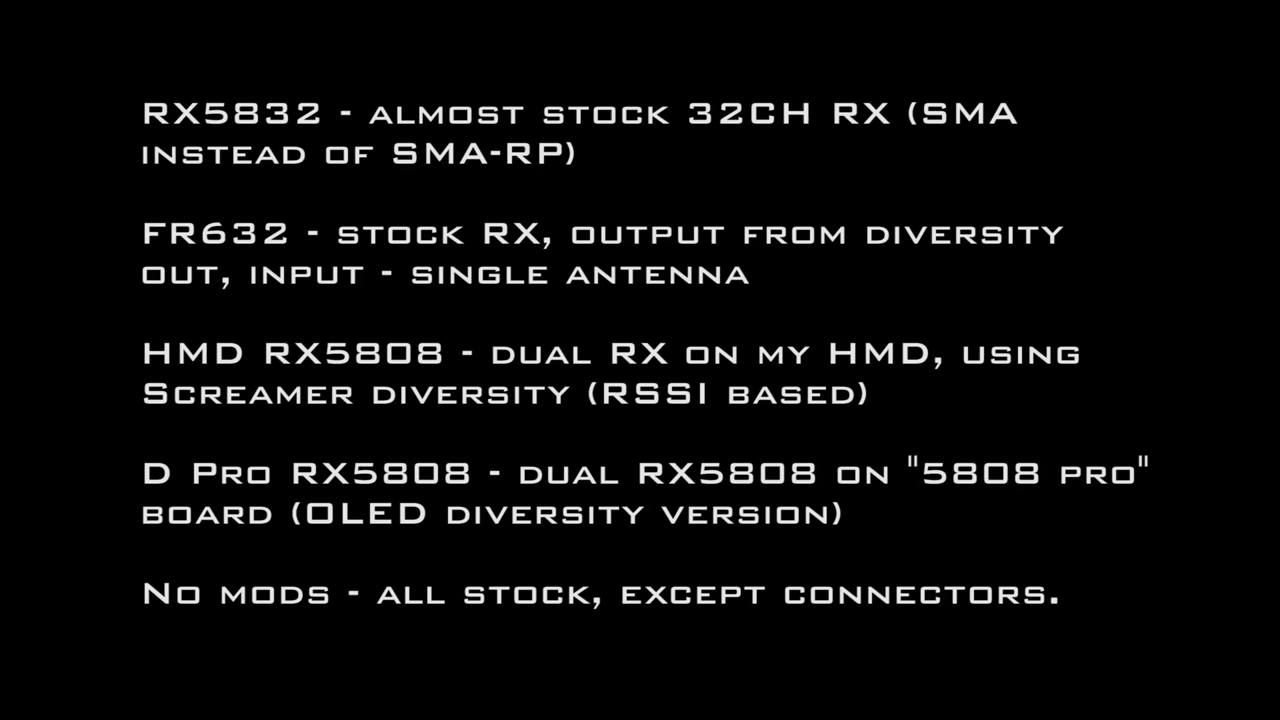 RX5832 - almost stock 32CH RX (SMA
instead of SMA-RP)
FR632 - stock RX, output from diversity
out, input - single antenna
HMD RX5808 - dual RX on my HMD, using
Screamer diversity (RSSI based)
D Pro RX5808 - dual RX5808 on "5808 pro"
board (OLED diversity version)
No mods - all stock, except connectors.